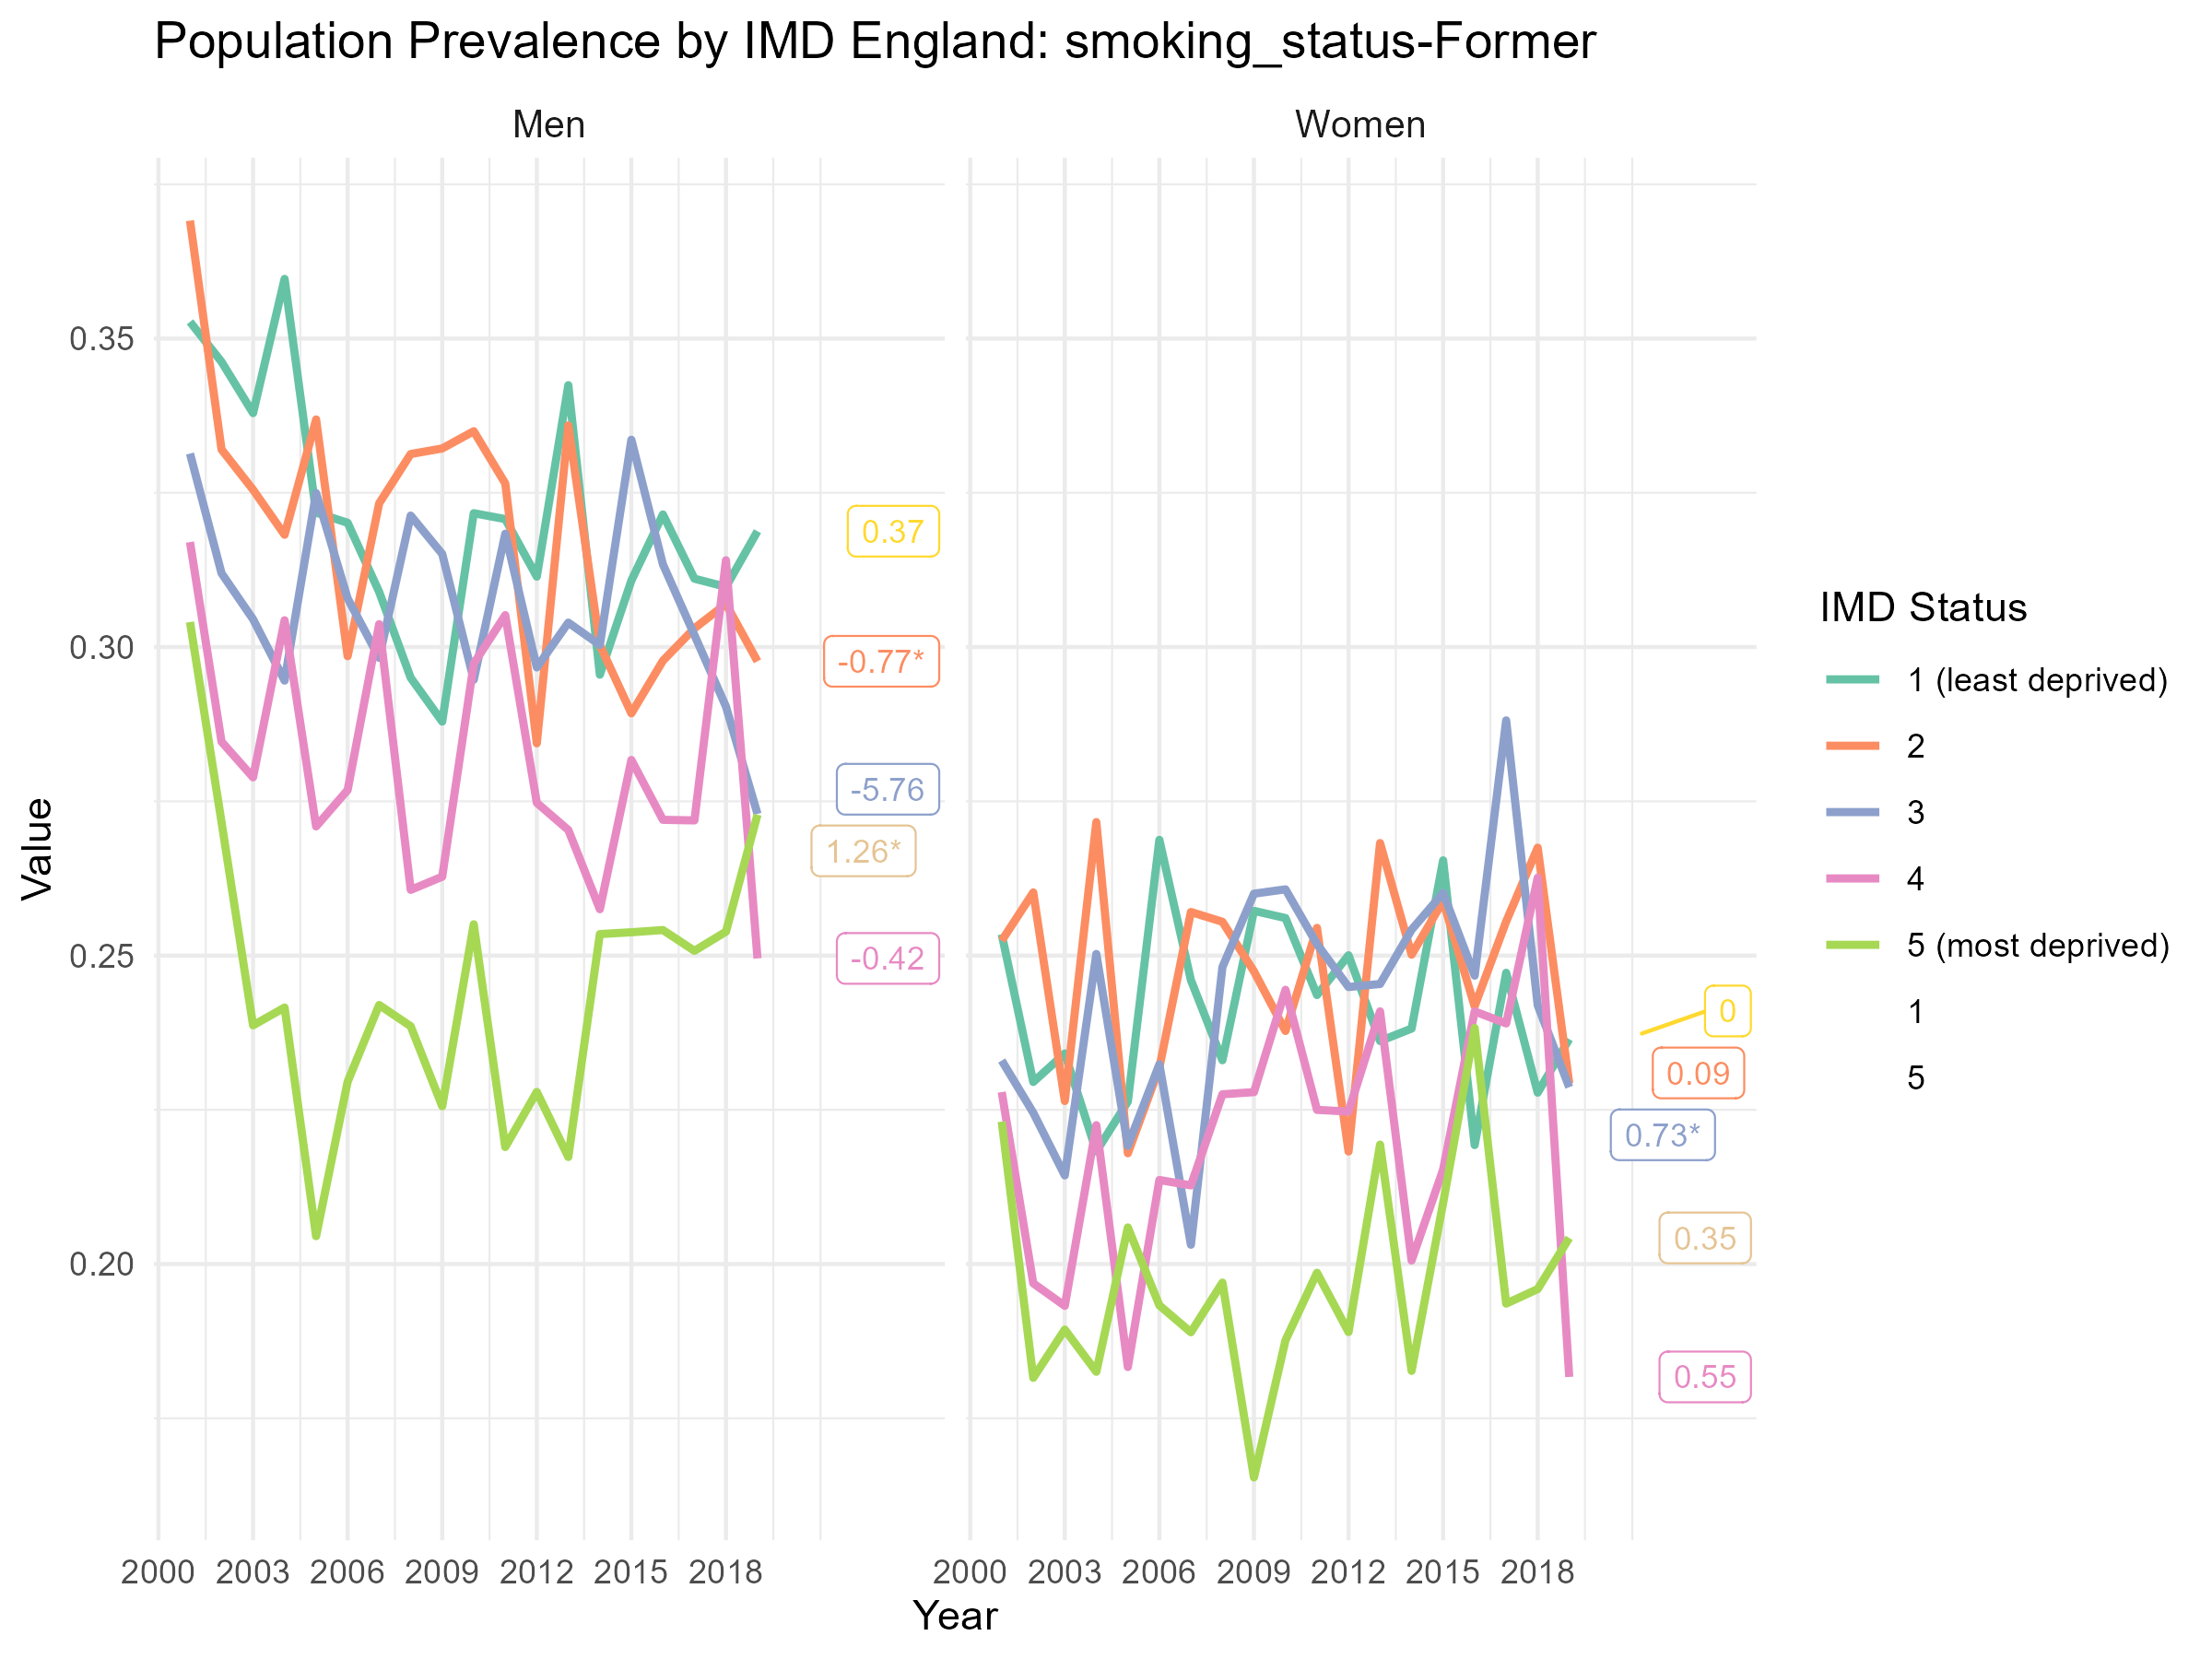 Population Prevalence by IMD England: smoking_status-Former
Men
Women
0.35
0.30
0.25
0.20
Value
0.37
-0.77*
-5.76
1.26*
-0.42
0
0.09
0.73*
0.35
0.55
2000 2003 2006 2009 2012 2015 2018
2000 2003 2006 2009 2012 2015 2018
Year
IMD Status
1 (least deprived)
2
3
4
5 (most deprived)
1
5